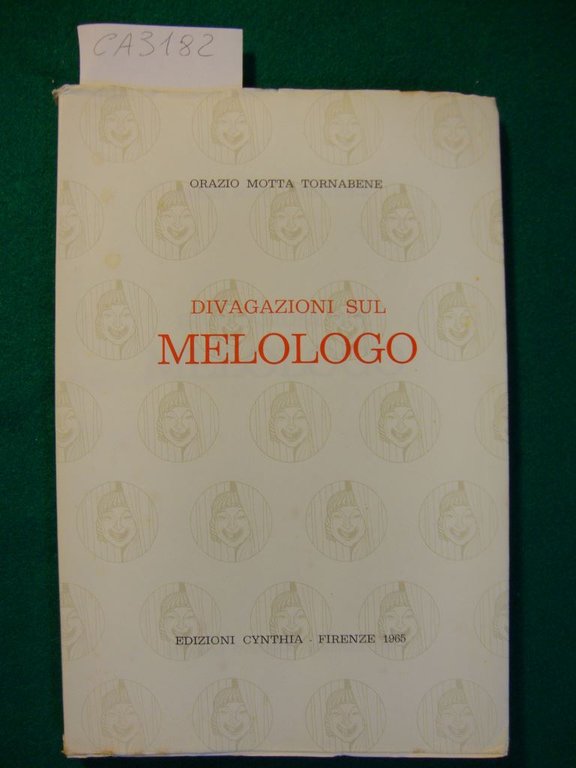 CA3182
ORAZIO MOTTA TORNABENE
DIVAGAZIONI SUL
MELOLOGO
EDIZIONI CYNTHIA - FIRENZE 1965